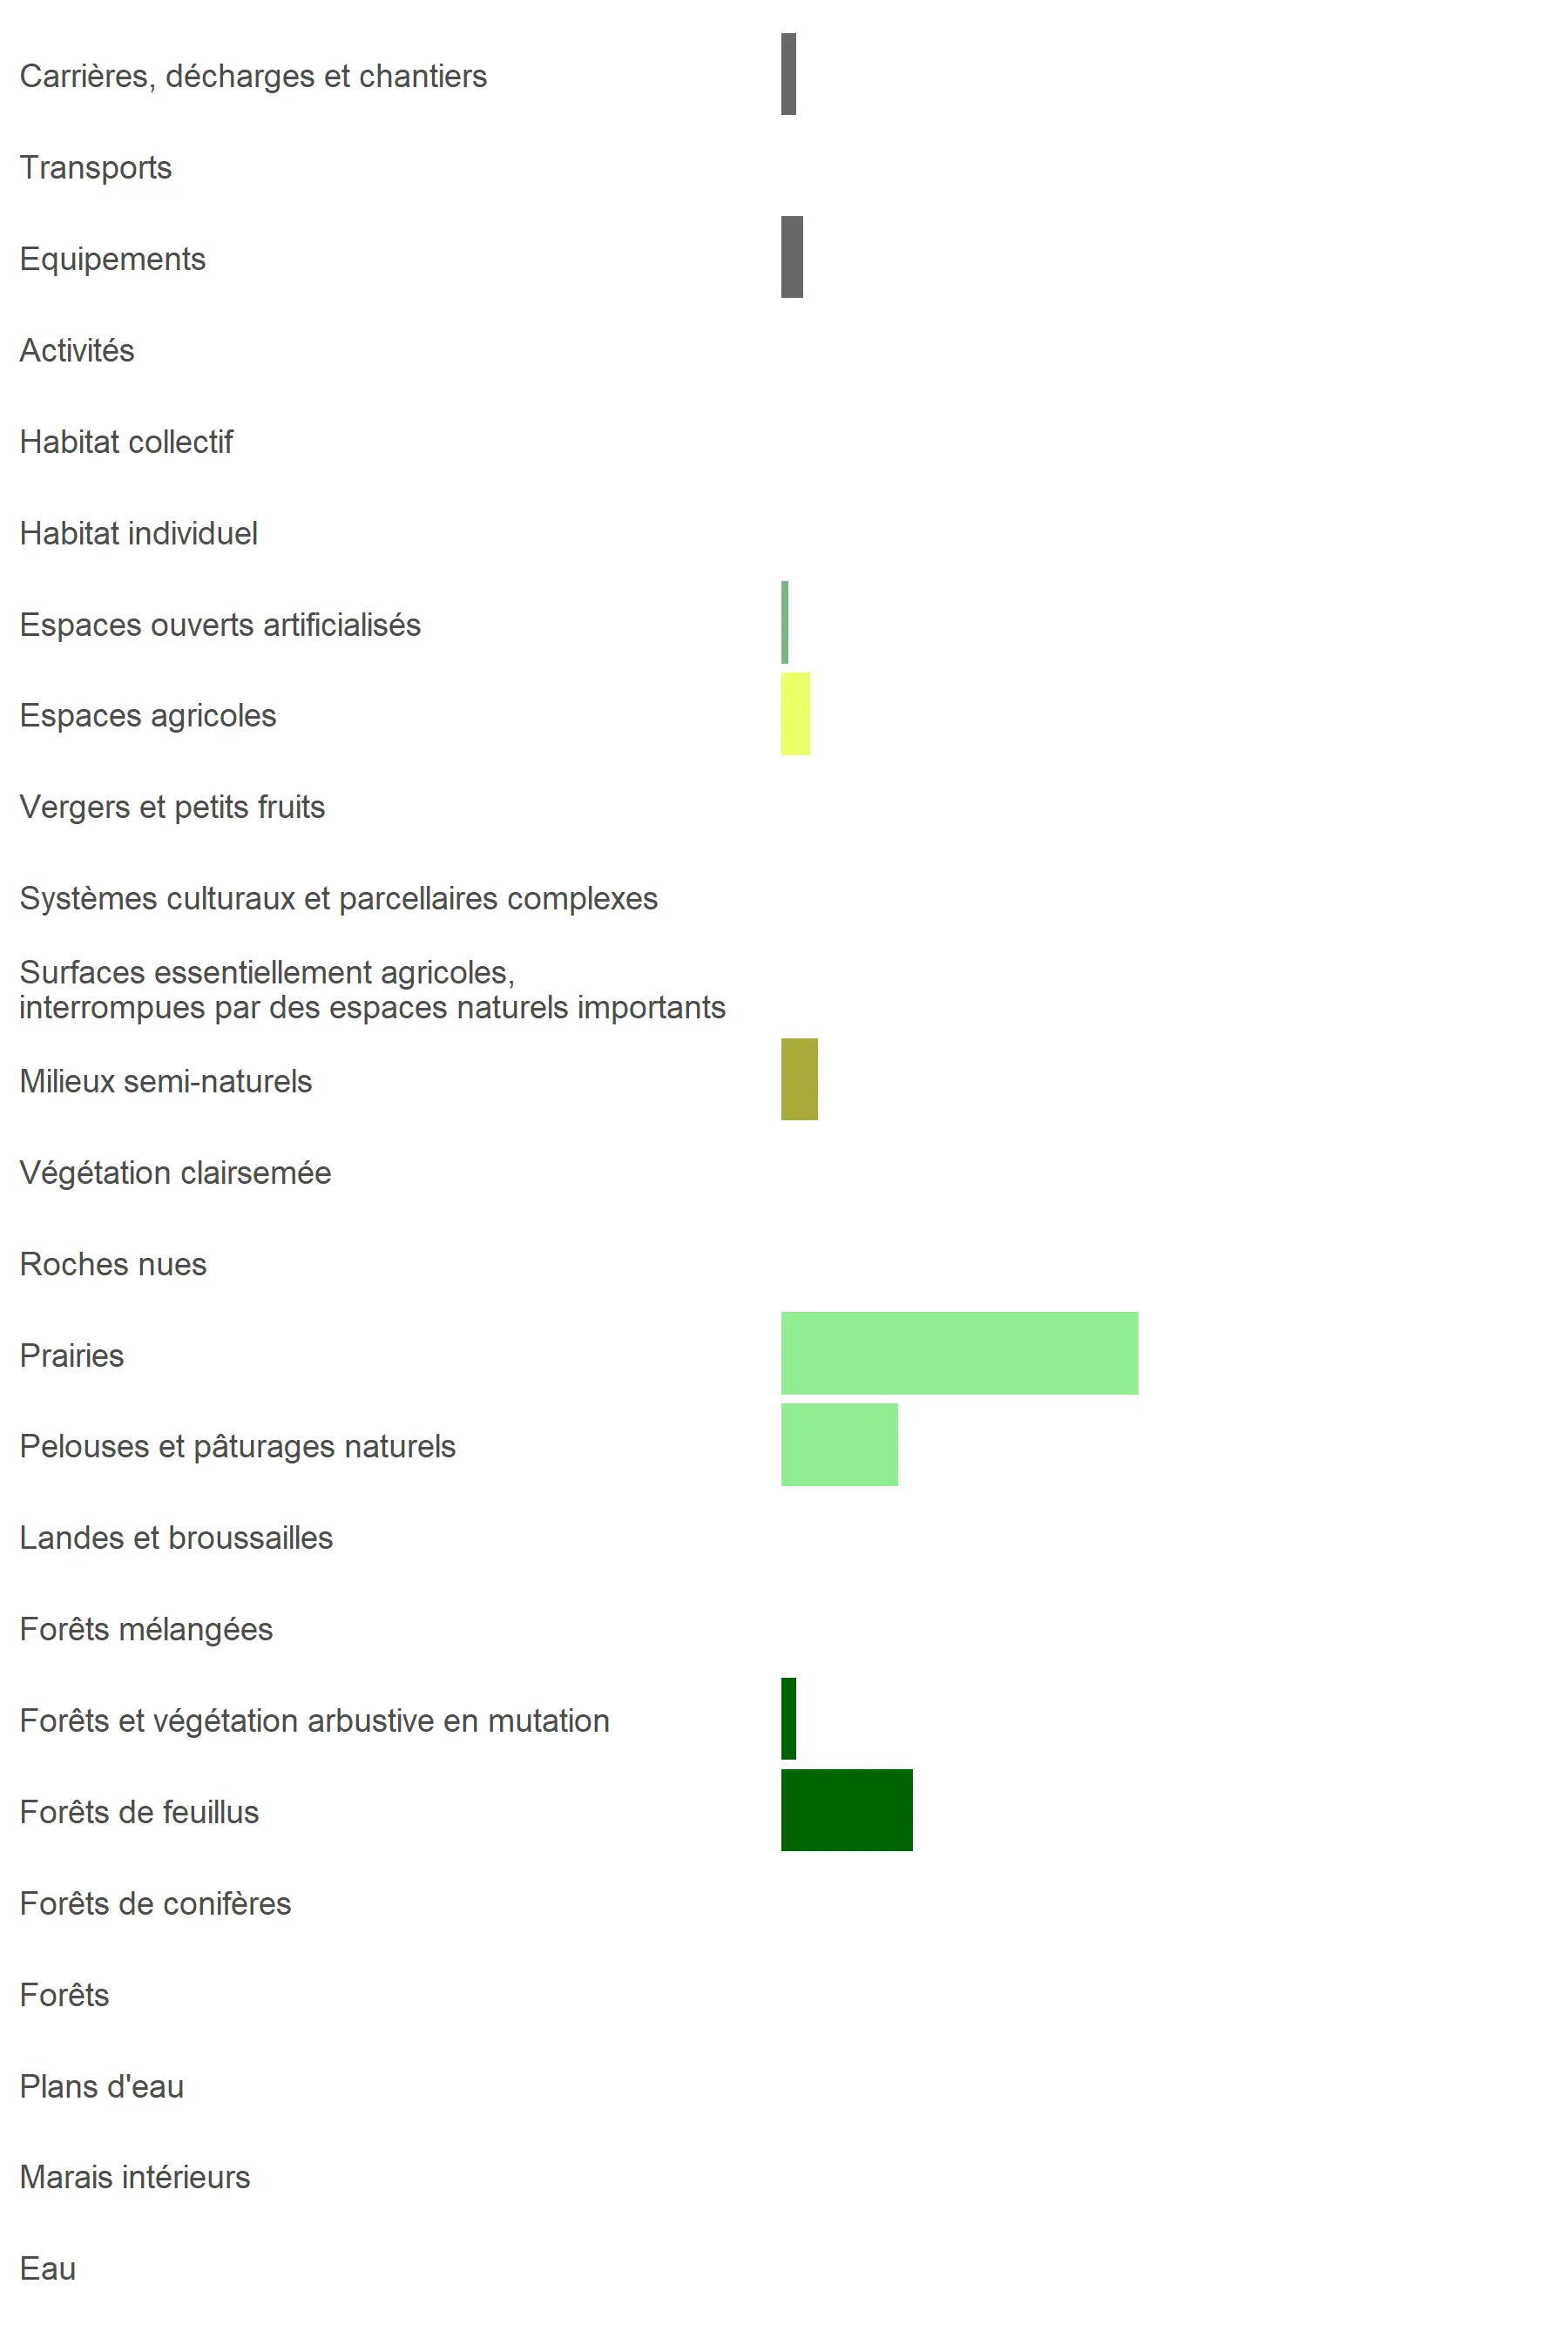 Carrières, décharges et chantiers
Transports
Equipements
Activités
Habitat collectif
Habitat individuel
Espaces ouverts artificialisés
Espaces agricoles
Vergers et petits fruits
Systèmes culturaux et parcellaires complexes
Surfaces essentiellement agricoles,
interrompues par des espaces naturels importants
Milieux semi-naturels
Végétation clairsemée
Roches nues
Prairies
Pelouses et pâturages naturels
Landes et broussailles
Forêts mélangées
Forêts et végétation arbustive en mutation
Forêts de feuillus
Forêts de conifères
Forêts
Plans d'eau
Marais intérieurs
Eau